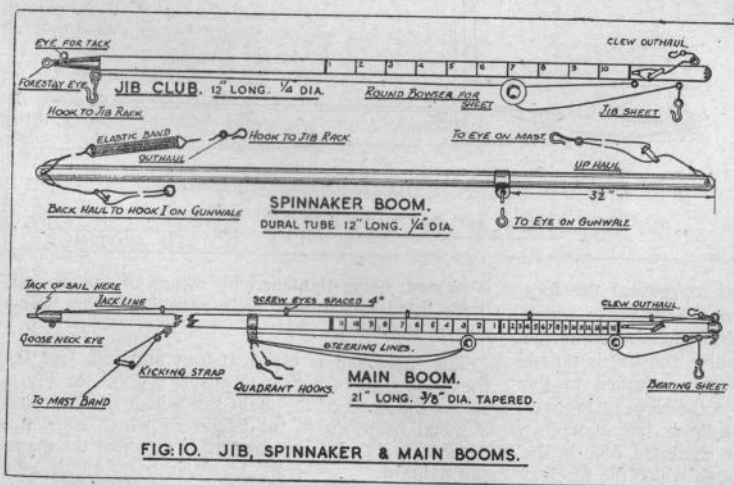 EYE FOR TACK
CLEW OUTHAUL.
1 2 3 4 5 6 7 8 9 10
FORESTAY EYE
JIB CLUB. 12" LONG. 1/4" DIA.
ROUND BOWSER FOR
SHEET
JIB SHEET
HOOK TO JIB RACK
ELASTIC BAND
HOOK TO JIB RACK
OUTHAUL
TO EYE ON MAST.
UP HAUL
3 1/2"
BACK HAUL TO HOOK I ON GUNWALE
SPINNAKER BOOM.
DURAL TUBE 12" LONG. 1/4" DIA.
TO EYE ON GUNWALE
TACK OF SAIL HERE
JACK LINE
SCREW EYES SPACED 4"
CLEW OUTHAUL.
GOOSE NECK EYE
STEERING LINES.
KICKING STRAP
TO MAST BAND
QUADRANT HOOKS.
MAIN BOOM.
21" LONG. 3/8" DIA. TAPERED.
BEATING SHEET.
FIG: 10. JIB, SPINNAKER & MAIN BOOMS.